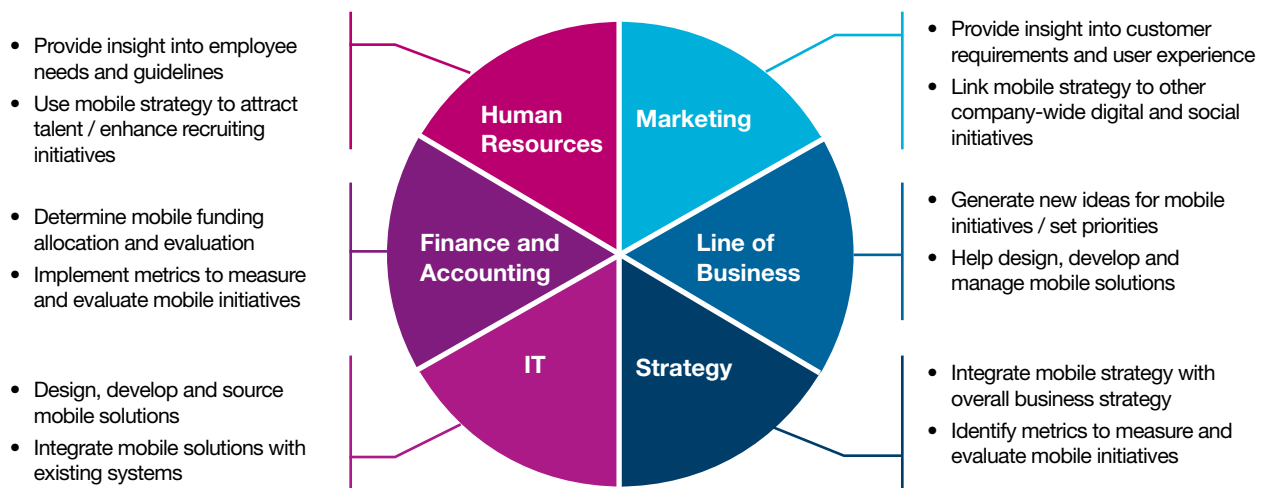 • Provide insight into employee
needs and guidelines
• Use mobile strategy to attract
talent / enhance recruiting
initiatives
• Determine mobile funding
allocation and evaluation
• Implement metrics to measure
and evaluate mobile initiatives
• Design, develop and source
mobile solutions
• Integrate mobile solutions with
existing systems
Human
Resources
Marketing
Finance and
Accounting
Line of
Business
IT
Strategy
• Provide insight into customer
requirements and user experience
• Link mobile strategy to other
company-wide digital and social
initiatives
• Generate new ideas for mobile
initiatives / set priorities
• Help design, develop and
manage mobile solutions
• Integrate mobile strategy with
overall business strategy
• Identify metrics to measure and
evaluate mobile initiatives